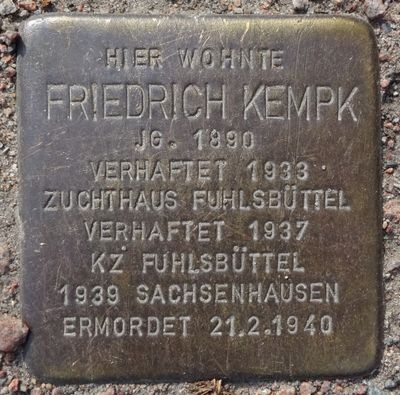 HIER WOHNTE
FRIEDRICH KEMPK
JG. 1890
VERHAFTET 1933
ZUCHTHAUS FUHLSBÜTTEL
VERHAFTET 1937
KZ FUHLSBÜTTEL
1939 SACHSENHAUSEN
ERMORDET 21.2.1940